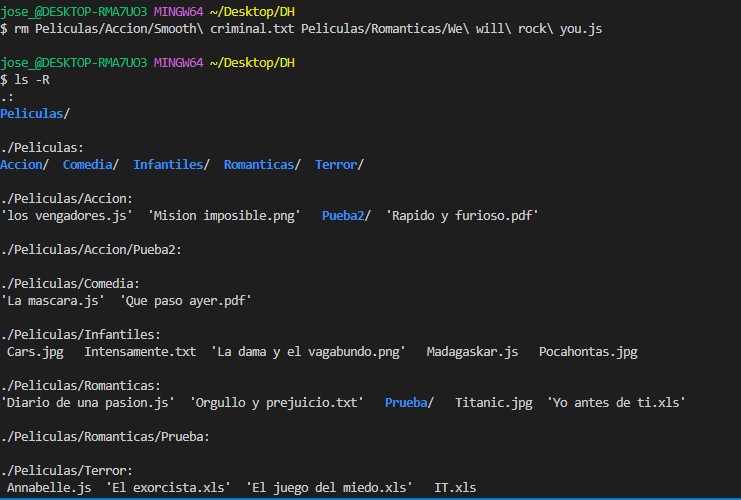 jose_@DESKTOP-RMA7UO3 MINGW64 ~/Desktop/DH
$ rm Peliculas/Accion/Smooth\ criminal.txt Peliculas/Romanticas/We\ will\ rock\ you.js
jose_@DESKTOP-RMA7UO3 MINGW64 ~/Desktop/DH
$ ls -R
.:
Peliculas/
./Peliculas:
Accion/  Comedia/  Infantiles/  Romanticas/  Terror/
./Peliculas/Accion:
'los vengadores.js'  'Mision imposible.png'   Pueba2/  'Rapido y furioso.pdf'
./Peliculas/Accion/Pueba2:
./Peliculas/Comedia:
'La mascara.js'  'Que paso ayer.pdf'
./Peliculas/Infantiles:
 Cars.jpg   Intensamente.txt  'La dama y el vagabundo.png'   Madagaskar.js   Pocahontas.jpg
./Peliculas/Romanticas:
'Diario de una pasion.js'  'Orgullo y prejuicio.txt'   Prueba/   Titanic.jpg  'Yo antes de ti.xls'
./Peliculas/Romanticas/Prueba:
./Peliculas/Terror:
 Annabelle.js  'El exorcista.xls'  'El juego del miedo.xls'   IT.xls